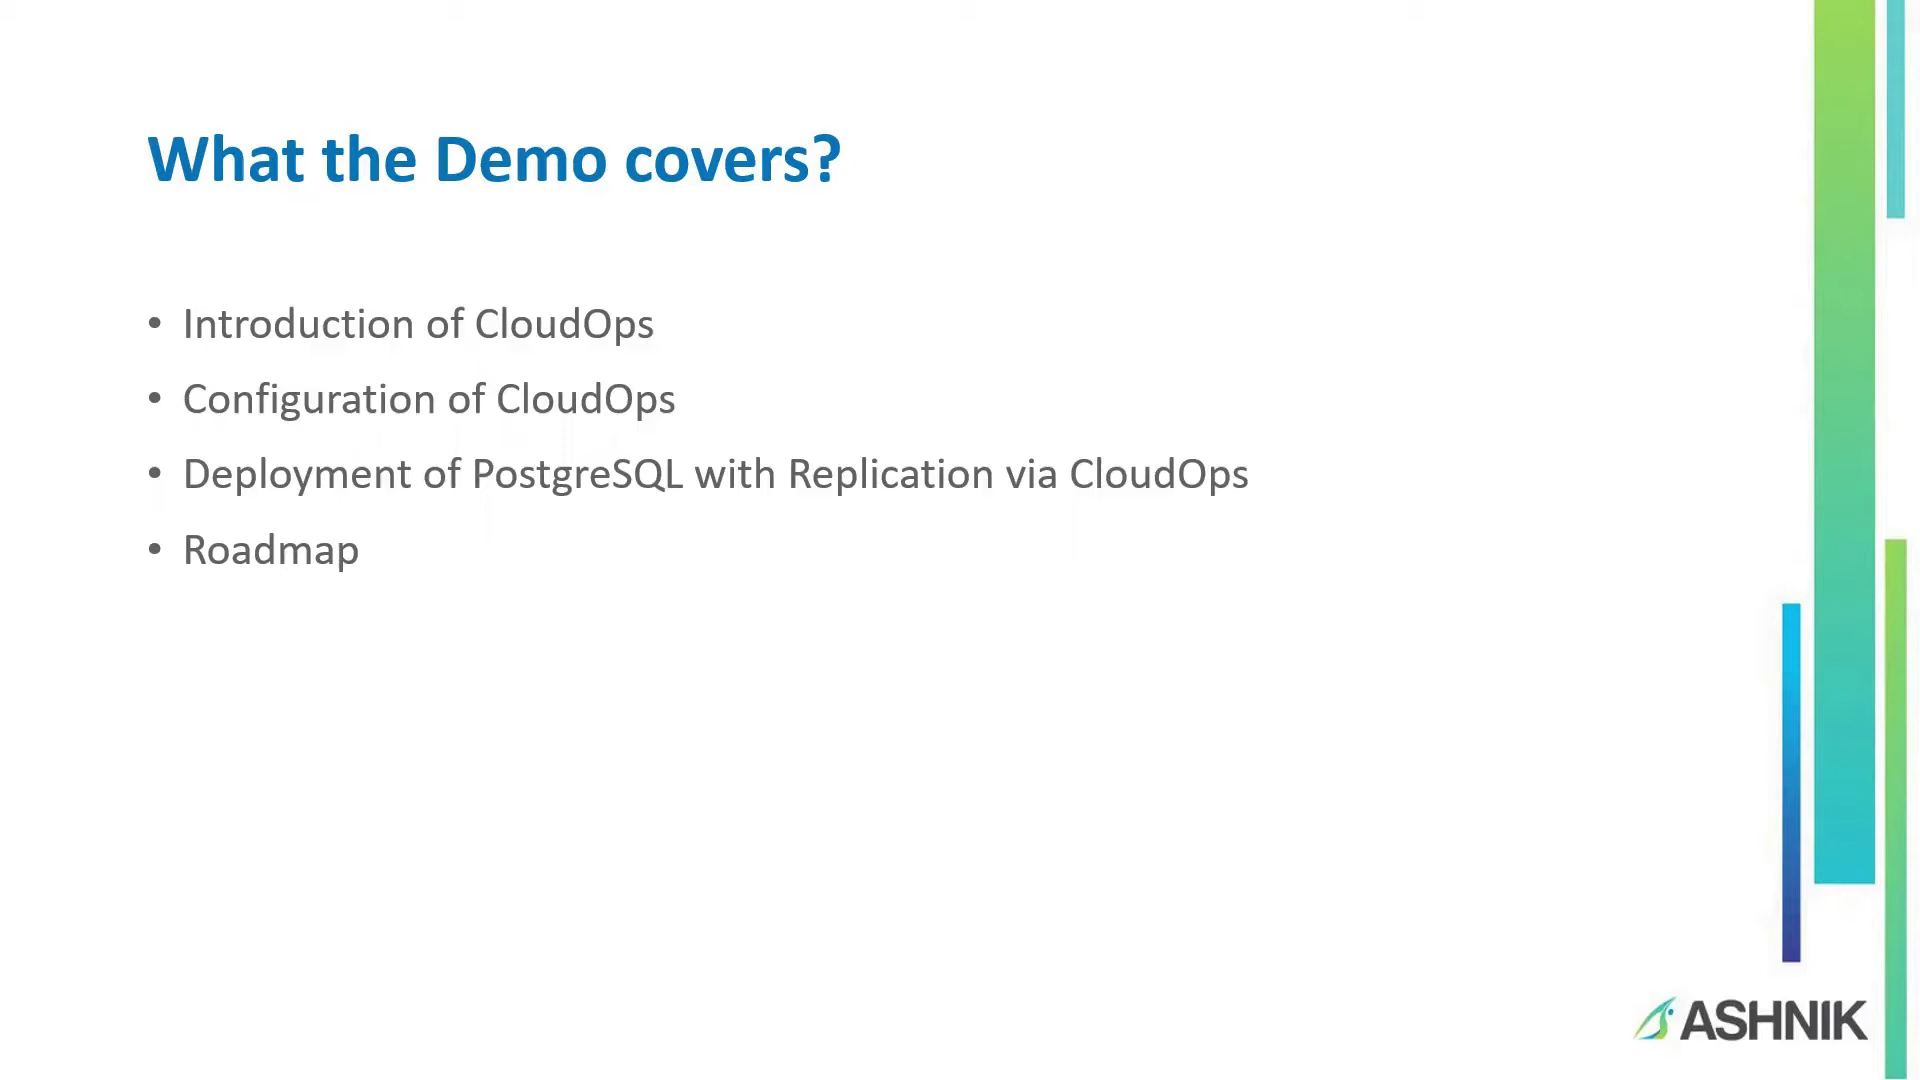 What the Demo covers?
• Introduction of CloudOps
• Configuration of CloudOps
• Deployment of PostgreSQL with Replication via CloudOps
• Roadmap
ASHNIK